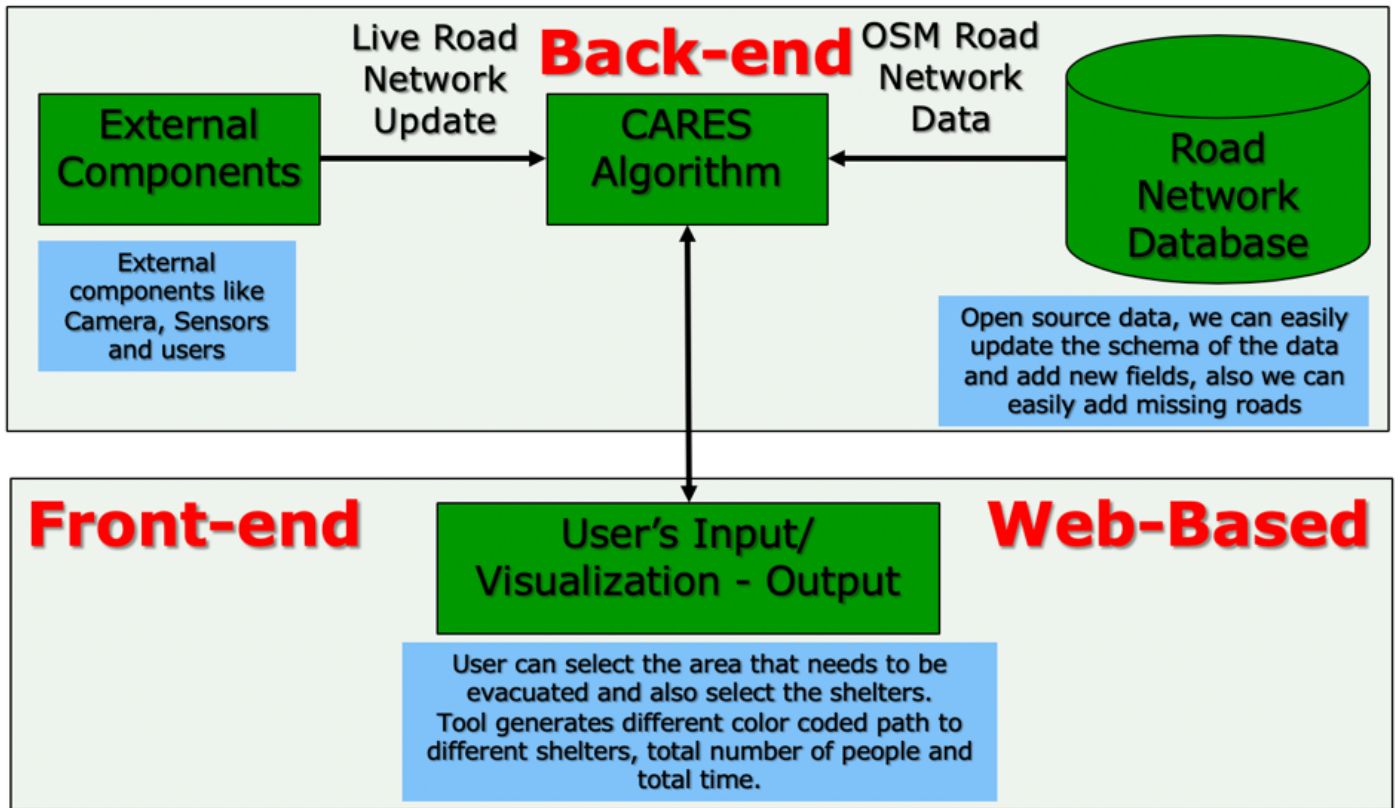 Live Road
Network
Update
Back-end
OSM Road
Network
Data
External
Components
CARES
Algorithm
Road
Network
Database
External
components like
Camera, Sensors
and users
Open source data, we can easily
update the schema of the data
and add new fields, also we can
easily add missing roads
Front-end
User's Input/
Visualization - Output
Web-Based
User can select the area that needs to be
evacuated and also select the shelters.
Tool generates different color coded path to
different shelters, total number of people and
total time.